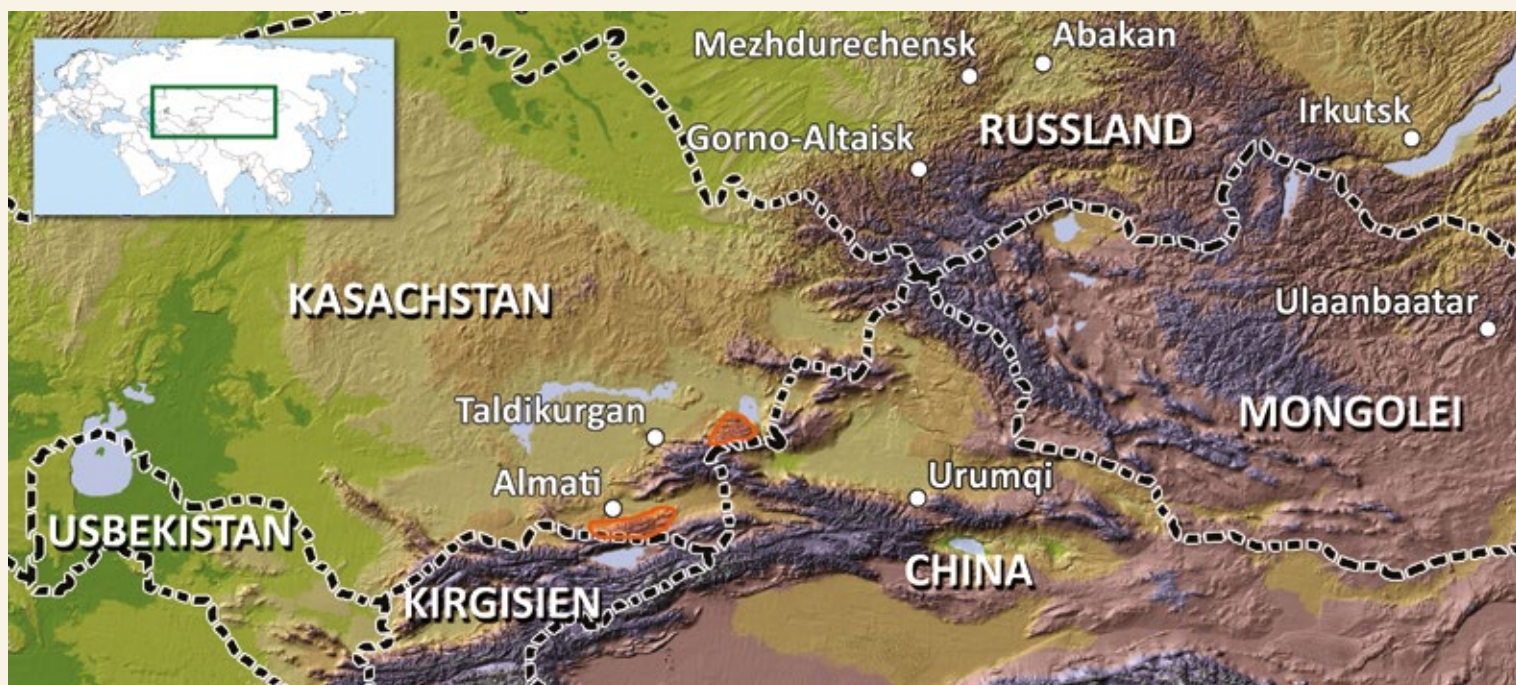 Mezhdurechensk
Abakan
Irkutsk
Gorno-Altaisk
RUSSLAND
KASACHSTAN
Ulaanbaatar
Taldikurgan
MONGOLEI
Almati
Urumqi
USBEKISTAN
CHINA
KIRGISIEN